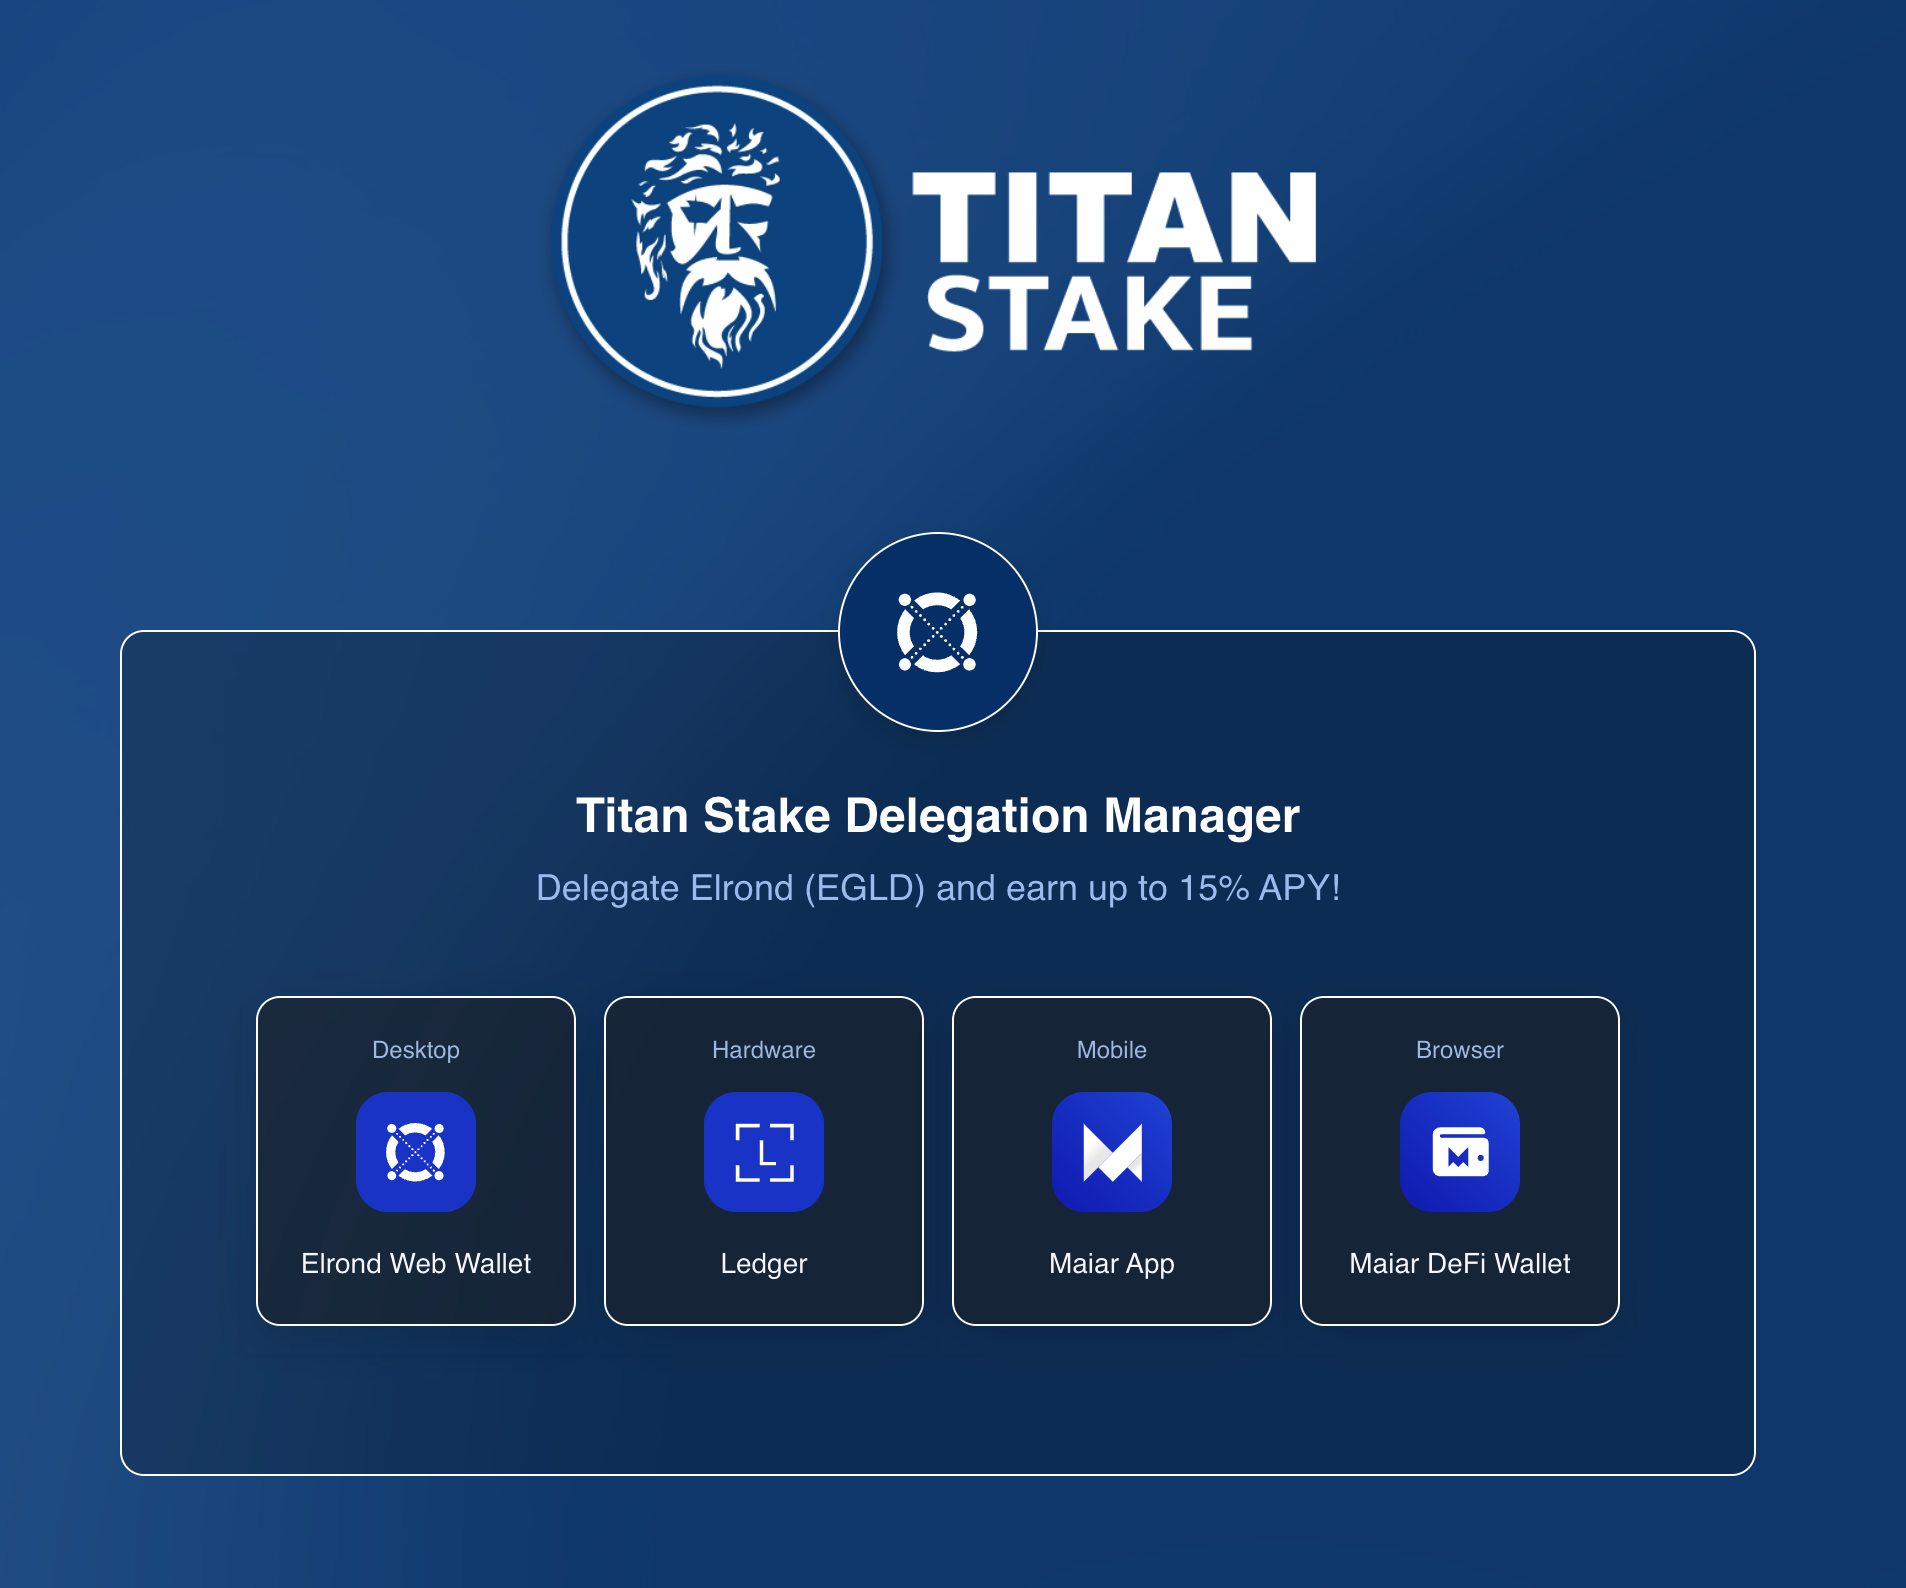 TITAN
STAKE
Titan Stake Delegation Manager
Delegate Elrond (EGLD) and earn up to 15% APY!
Desktop
Elrond Web Wallet
Hardware
L
Ledger
Mobile
Maiar App
Browser
Maiar DeFi Wallet